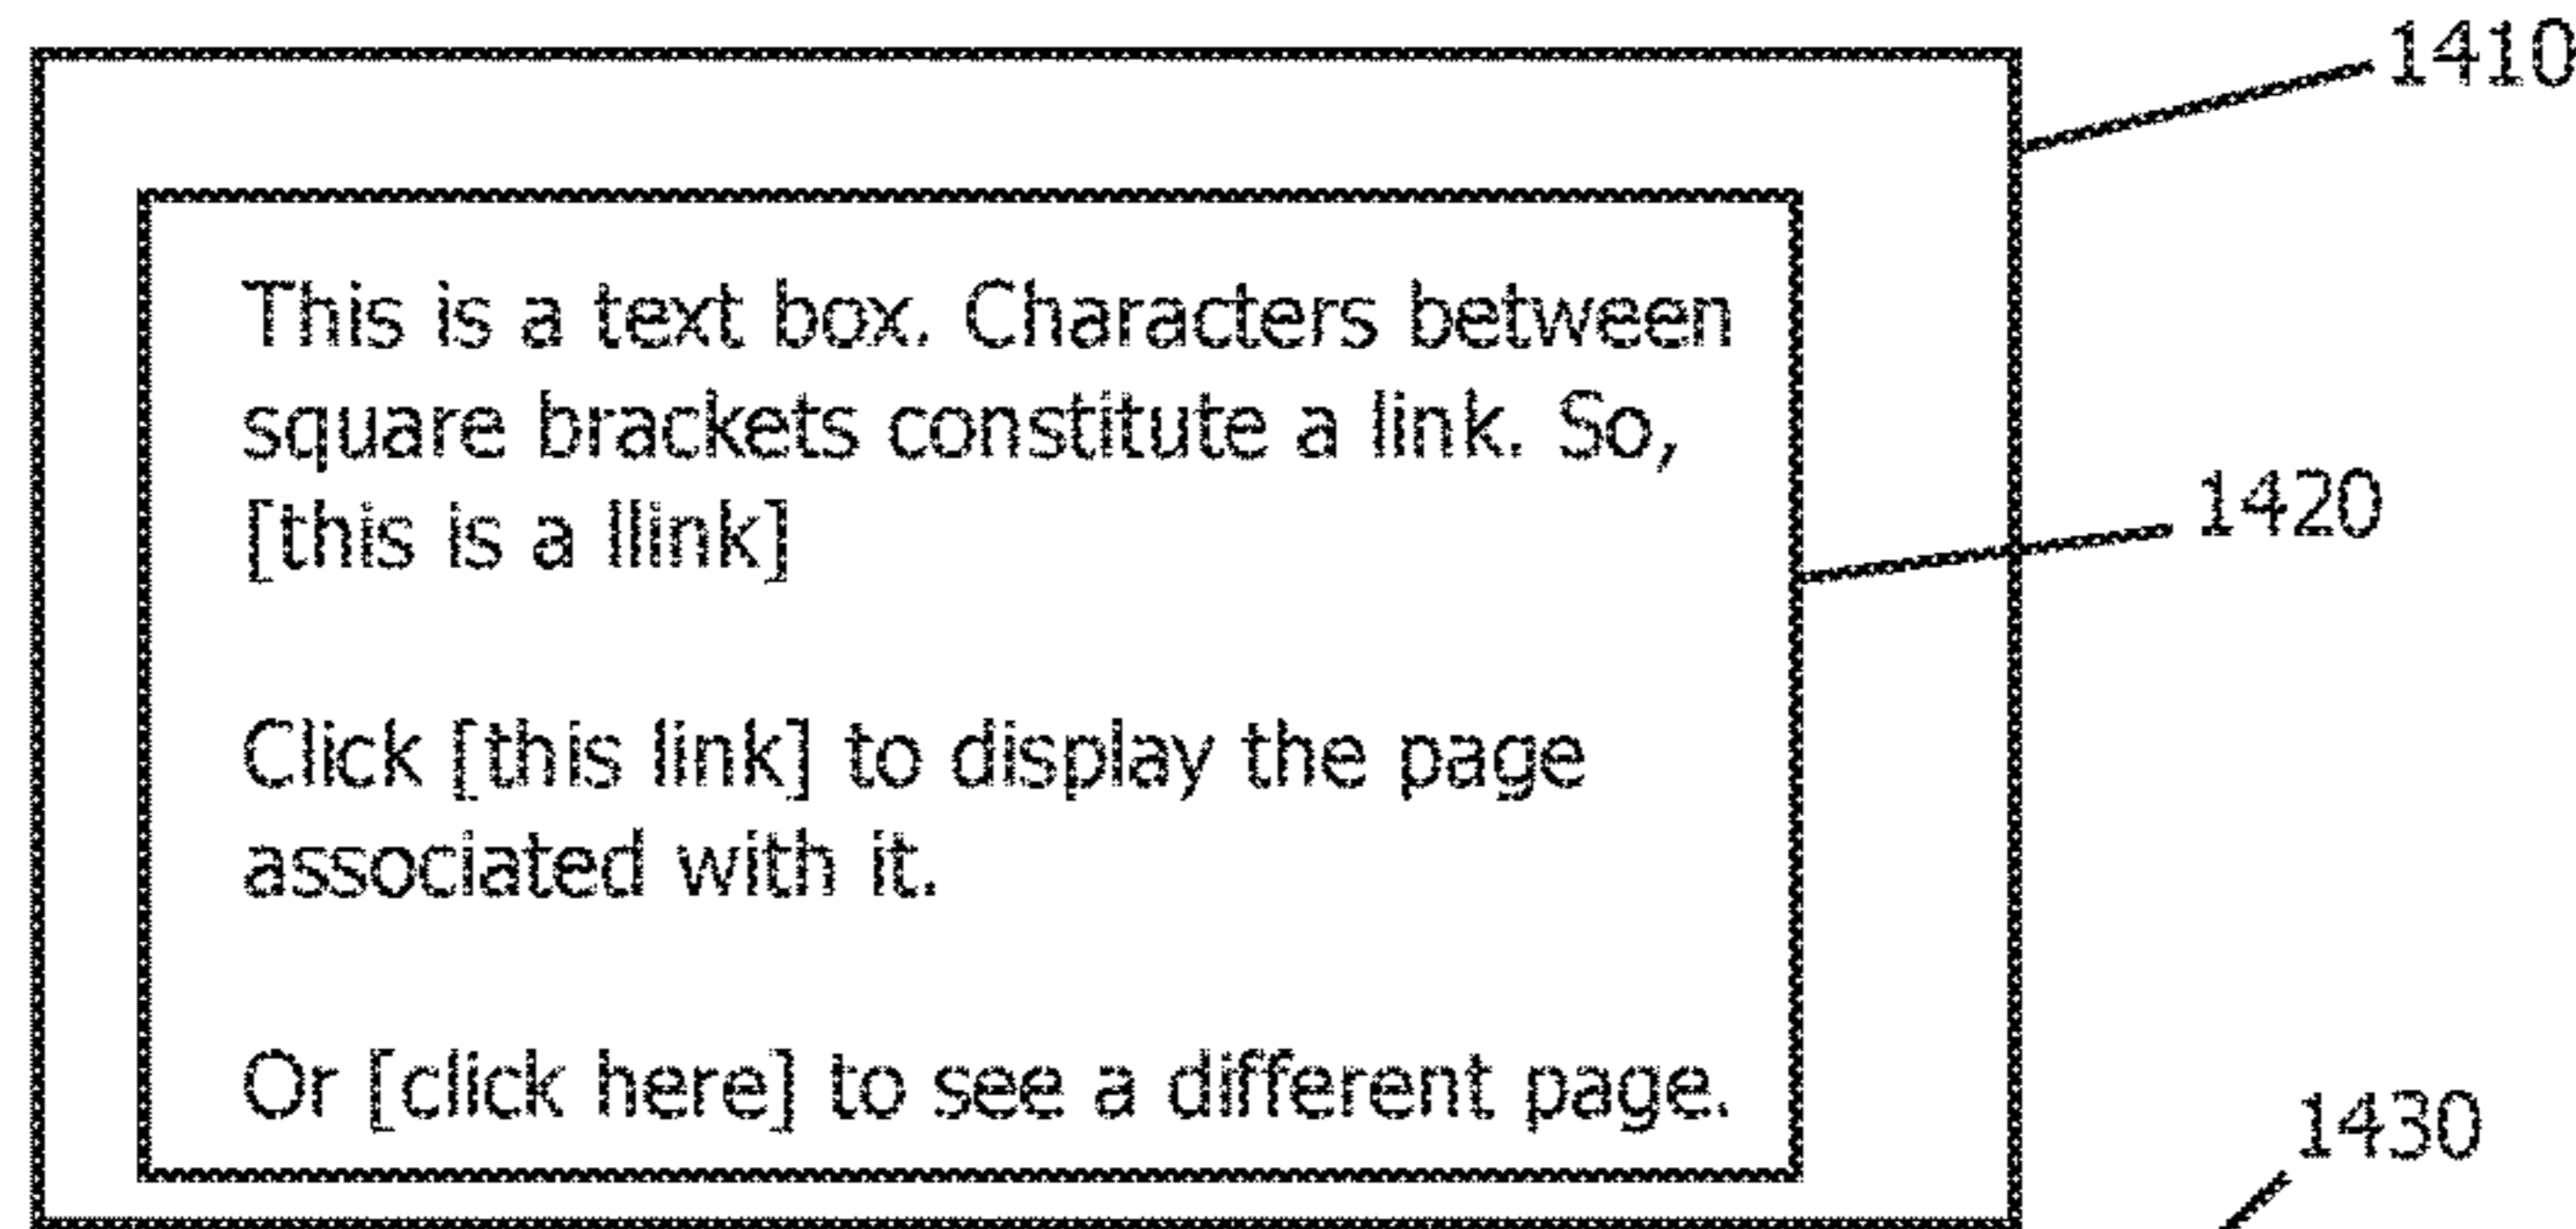 1410
This is a text box. Characters between
square brackets constitute a link. So,
[this is a llink]
1420
Click [this link] to display the page
associated with it.
Or [click here] to see a different page.
1430